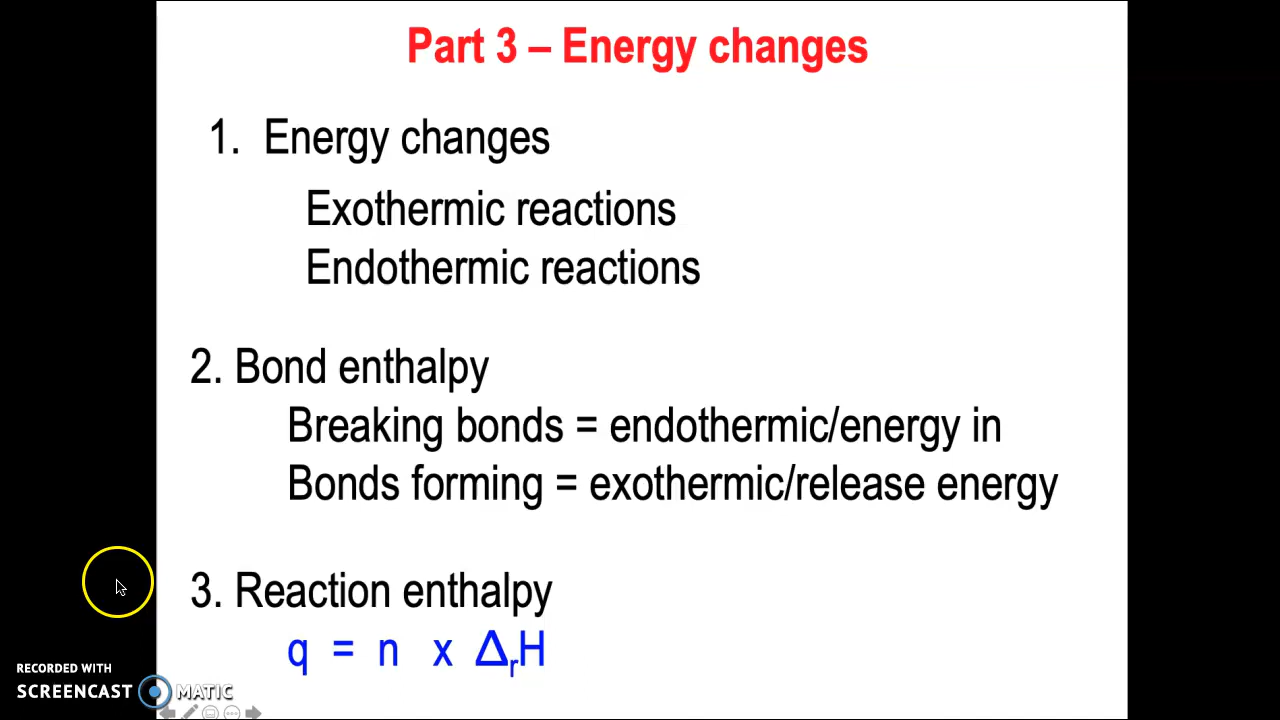 Part 3 – Energy changes
1. Energy changes
Exothermic reactions
Endothermic reactions
2. Bond enthalpy
Breaking bonds = endothermic/energy in
Bonds forming = exothermic/release energy
3. Reaction enthalpy
q = n x ΔrH
RECORDED WITH
SCREENCAST MATIC